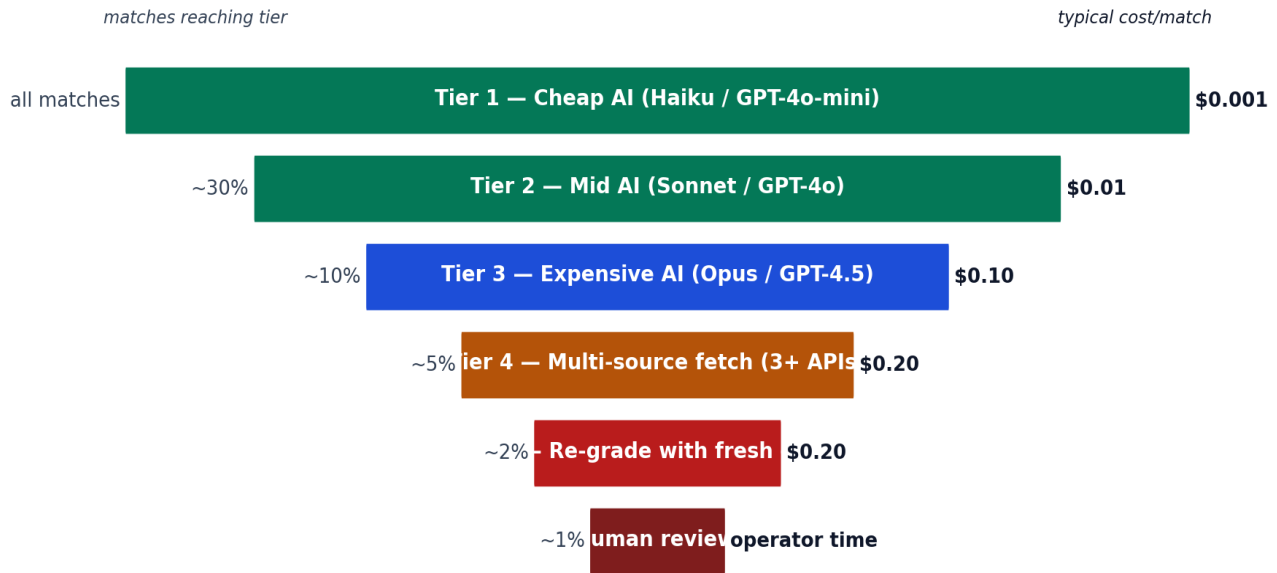 matches reaching tier typical cost/match
all matches Tier 1 — Cheap AI (Haiku / GPT-4o-mini) $0.001
~30% Tier 2 — Mid AI (Sonnet / GPT-4o) $0.01
~10% Tier 3 — Expensive AI (Opus / GPT-4.5) $0.10
~5% ier 4 — Multi-source fetch (3+ APIs $0.20
~2% – Re-grade with fresh $0.20
~1% uman review operator time